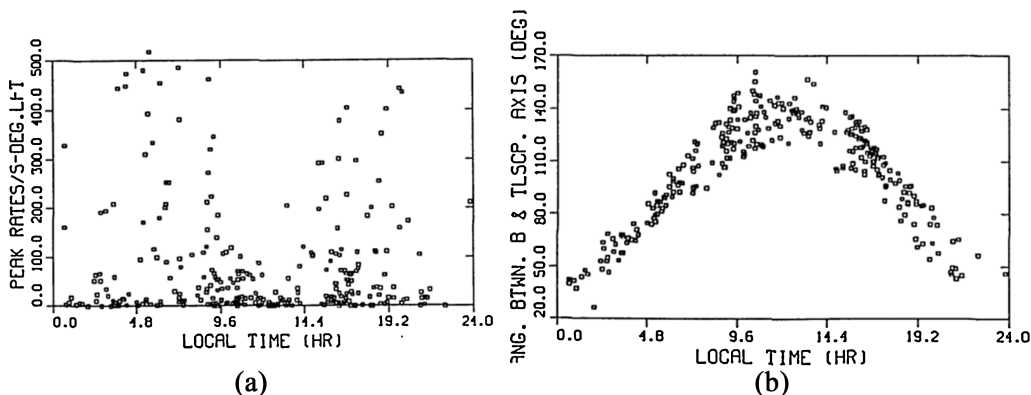 PEAK RATES/S-DEG.LFT
500.0
400.0
300.0
200.0
100.0
0.0
0.0 4.8 9.6 14.4 19.2 24.0
LOCAL TIME (HR)
(a)
ANG. BTWN. B & TLSCP. AXIS (DEG)
170.0
140.0
110.0
80.0
50.0
20.0
0.0 4.8 9.6 14.4 19.2 24.0
LOCAL TIME (HR)
(b)